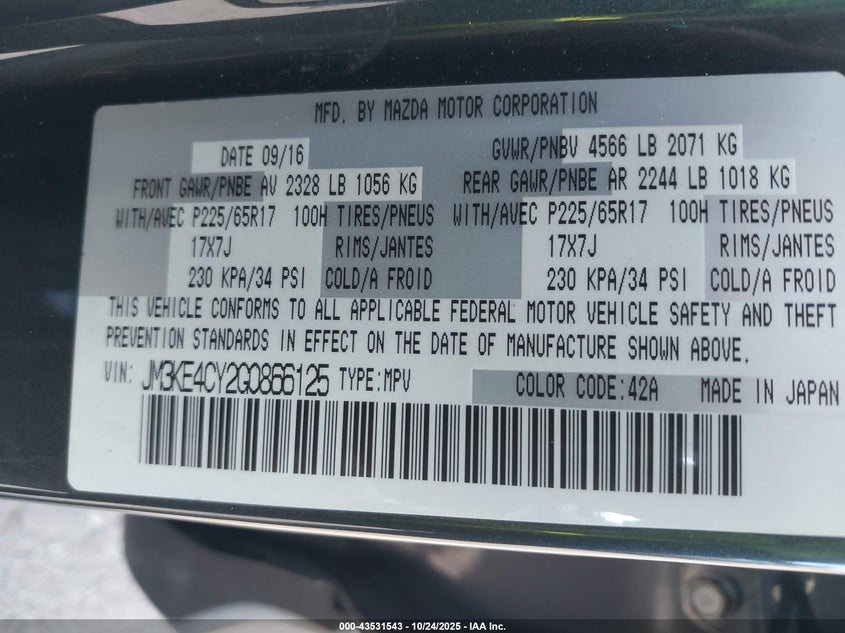 MFD. BY MAZDA MOTOR CORPORATION
DATE 09/16 GVWR/PNBV 4566 LB 2071 KG
FRONT GAWR/PNBE AV 2328 LB 1056 KG REAR GAWR/PNBE AR 2244 LB 1018 KG
WITH/AVEC P225/65R17 100H TIRES/PNEUS WITH/AVEC P225/65R17 100H TIRES/PNEUS
17X7J RIMS/JANTES 17X7J RIMS/JANTES
230 KPA/34 PSI COLD/A FROID 230 KPA/34 PSI COLD/A FROID
THIS VEHICLE CONFORMS TO ALL APPLICABLE FEDERAL MOTOR VEHICLE SAFETY AND THEFT
PREVENTION STANDARDS IN EFFECT ON THE DATE OF MANUFACTURE SHOWN ABOVE.
VIN: JM3KE4CY2G0866125 TYPE:MPV COLOR CODE:42A MADE IN JAPAN
000-43531543 - 10/24/2025 - IAA Inc.